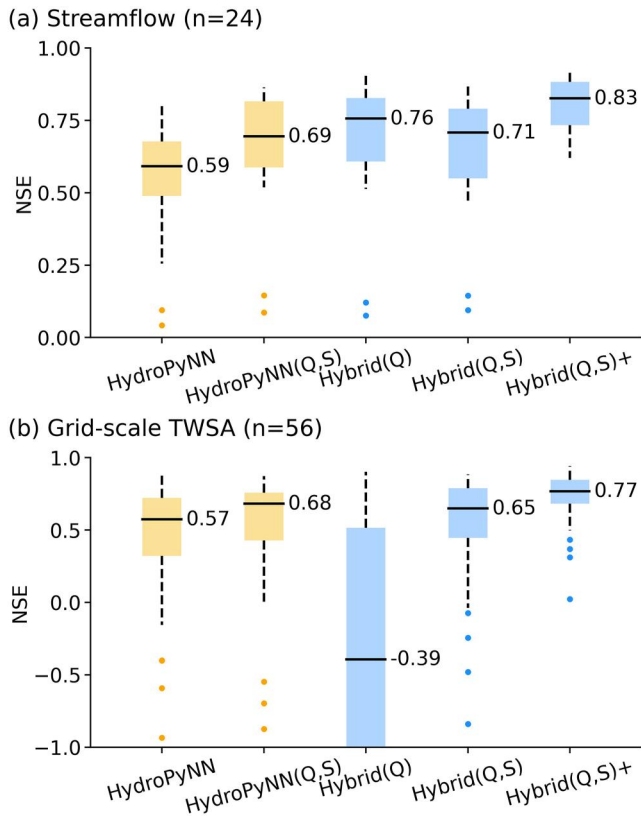 (a) Streamflow (n=24)
1.00
0.75
0.50
0.25
0.00
NSE
0.59
0.69
0.76
0.71
0.83
HydroPyNN
HydroPyNN(Q,S)
Hybrid(Q)
Hybrid(Q,S)
Hybrid(Q,S)+
(b) Grid-scale TWSA (n=56)
1.0
0.5
0.0
−0.5
−1.0
NSE
0.57
0.68
-0.39
0.65
0.77
HydroPyNN
HydroPyNN(Q,S)
Hybrid(Q)
Hybrid(Q,S)
Hybrid(Q,S)+